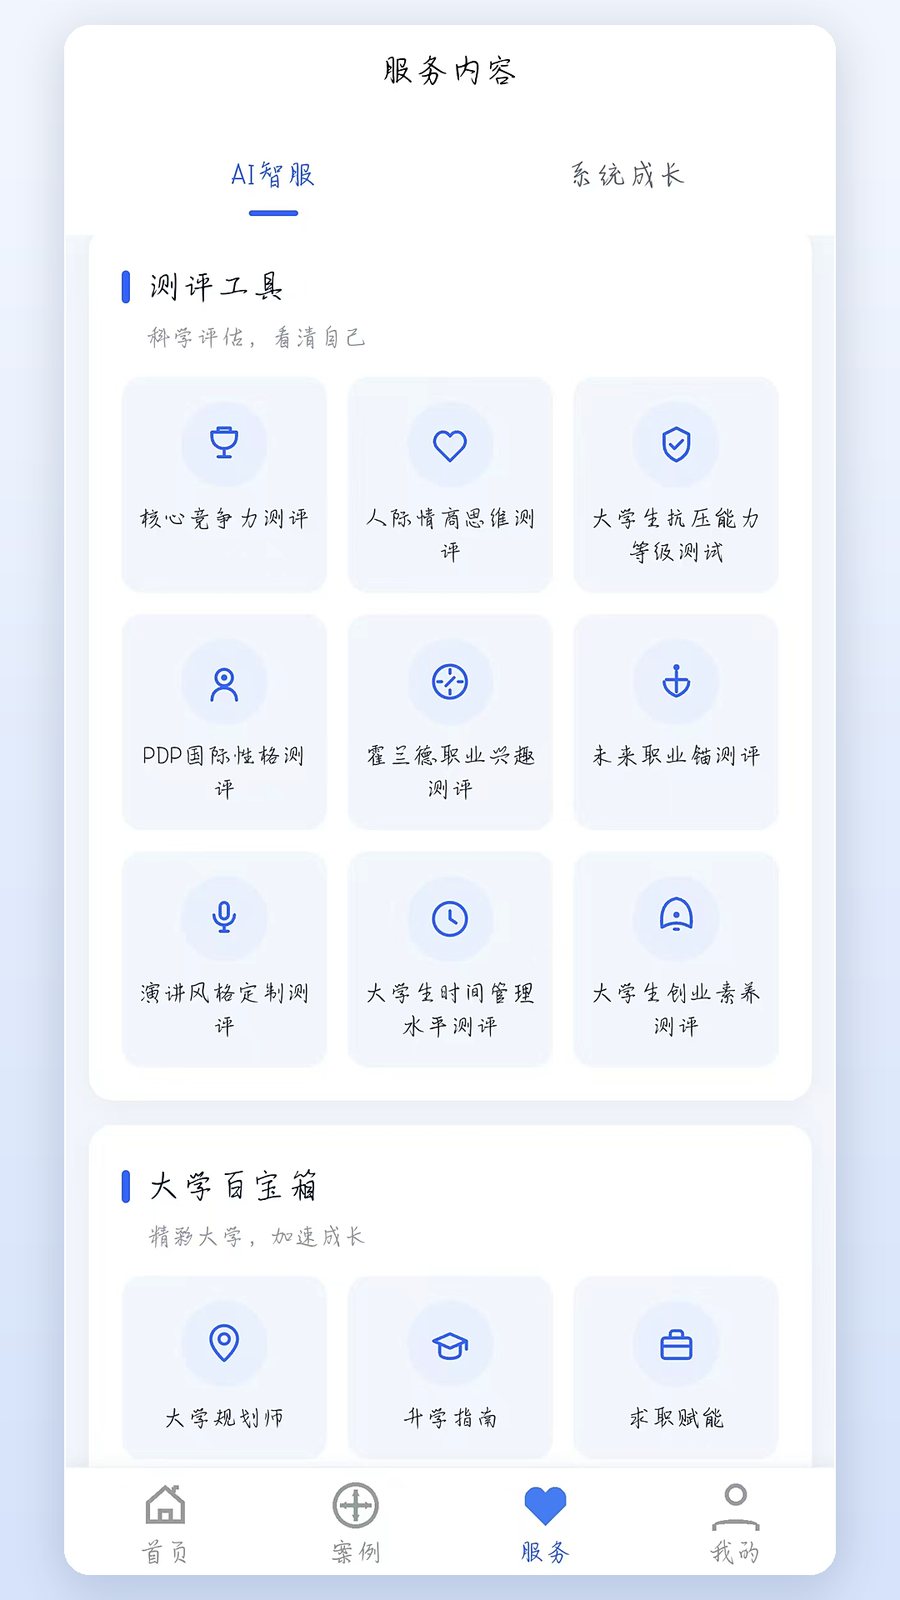 服务内容
AI智服
系统成长
测评工具
科学评估，看清自己
核心竞争力测评
人际情商思维测
评
大学生抗压能力
等级测试
PDP国际性格测
评
霍兰德职业兴趣
测评
未来职业锚测评
演讲风格定制测
评
大学生时间管理
水平测评
大学生创业素养
测评
大学百宝箱
精彩大学，加速成长
大学规划师
升学指南
求职赋能
首页
案例
服务
我的